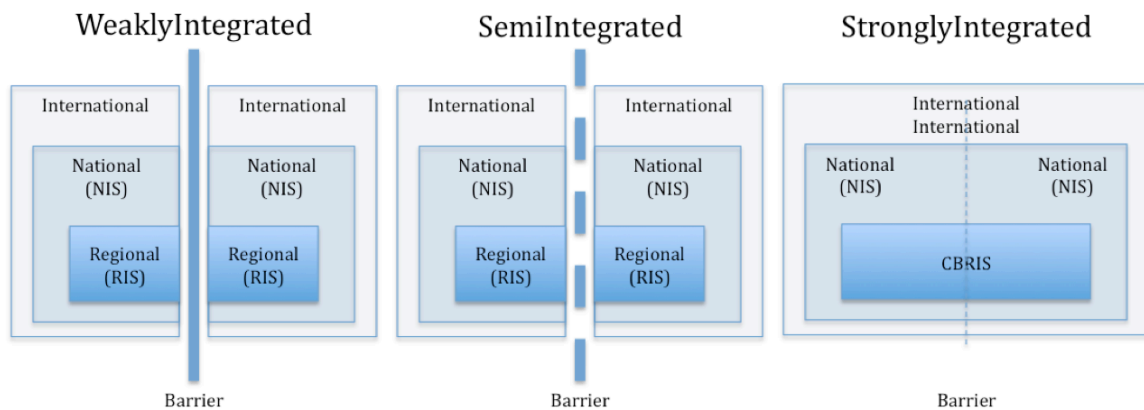 WeaklyIntegrated
International
International
National
(NIS)
National
(NIS)
Regional
(RIS)
Regional
(RIS)
Barrier
SemiIntegrated
International
International
National
(NIS)
National
(NIS)
Regional
(RIS)
Regional
(RIS)
Barrier
StronglyIntegrated
International
International
National
(NIS)
National
(NIS)
CBRIS
Barrier